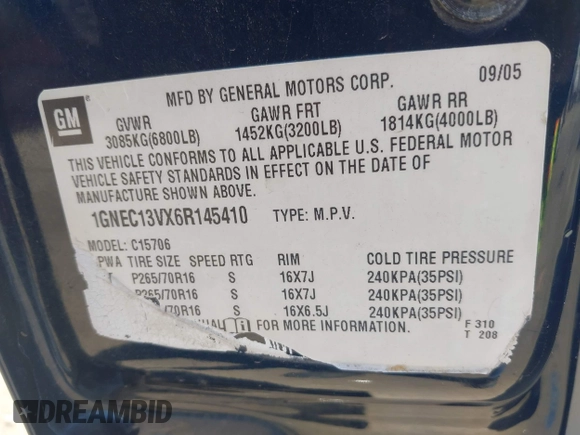 GM ®
MFD BY GENERAL MOTORS CORP. 09/05
GVWR GAWR FRT GAWR RR
3085KG(6800LB) 1452KG(3200LB) 1814KG(4000LB)
THIS VEHICLE CONFORMS TO ALL APPLICABLE U.S. FEDERAL MOTOR
VEHICLE SAFETY STANDARDS IN EFFECT ON THE DATE OF
MANUFACTURE SHOWN ABOVE.
1GNEC13VX6R145410 TYPE: M.P.V.
MODEL: C15706
PWA TIRE SIZE SPEED RTG RIM COLD TIRE PRESSURE
P265/70R16 S 16X7J 240KPA(35PSI)
P265/70R16 S 16X7J 240KPA(35PSI)
/70R16 S 16X6.5J 240KPA(35PSI)
FOR MORE INFORMATION. F 310
T 208
DREAMBID